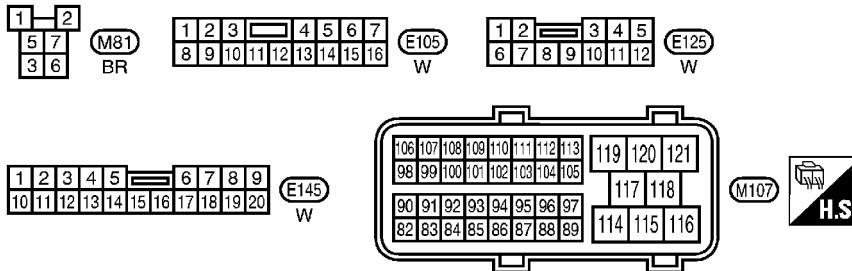 1 2
5 7
3 6
M81
BR
1 2 3 4 5 6 7
8 9 10 11 12 13 14 15 16
E105
W
1 2 3 4 5
6 7 8 9 10 11 12
E125
W
1 2 3 4 5 6 7 8 9
10 11 12 13 14 15 16 17 18 19 20
E145
W
106 107 108 109 110 111 112 113
98 99 100 101 102 103 104 105
90 91 92 93 94 95 96 97
82 83 84 85 86 87 88 89
119 120 121
117 118
114 115 116
M107
H.S